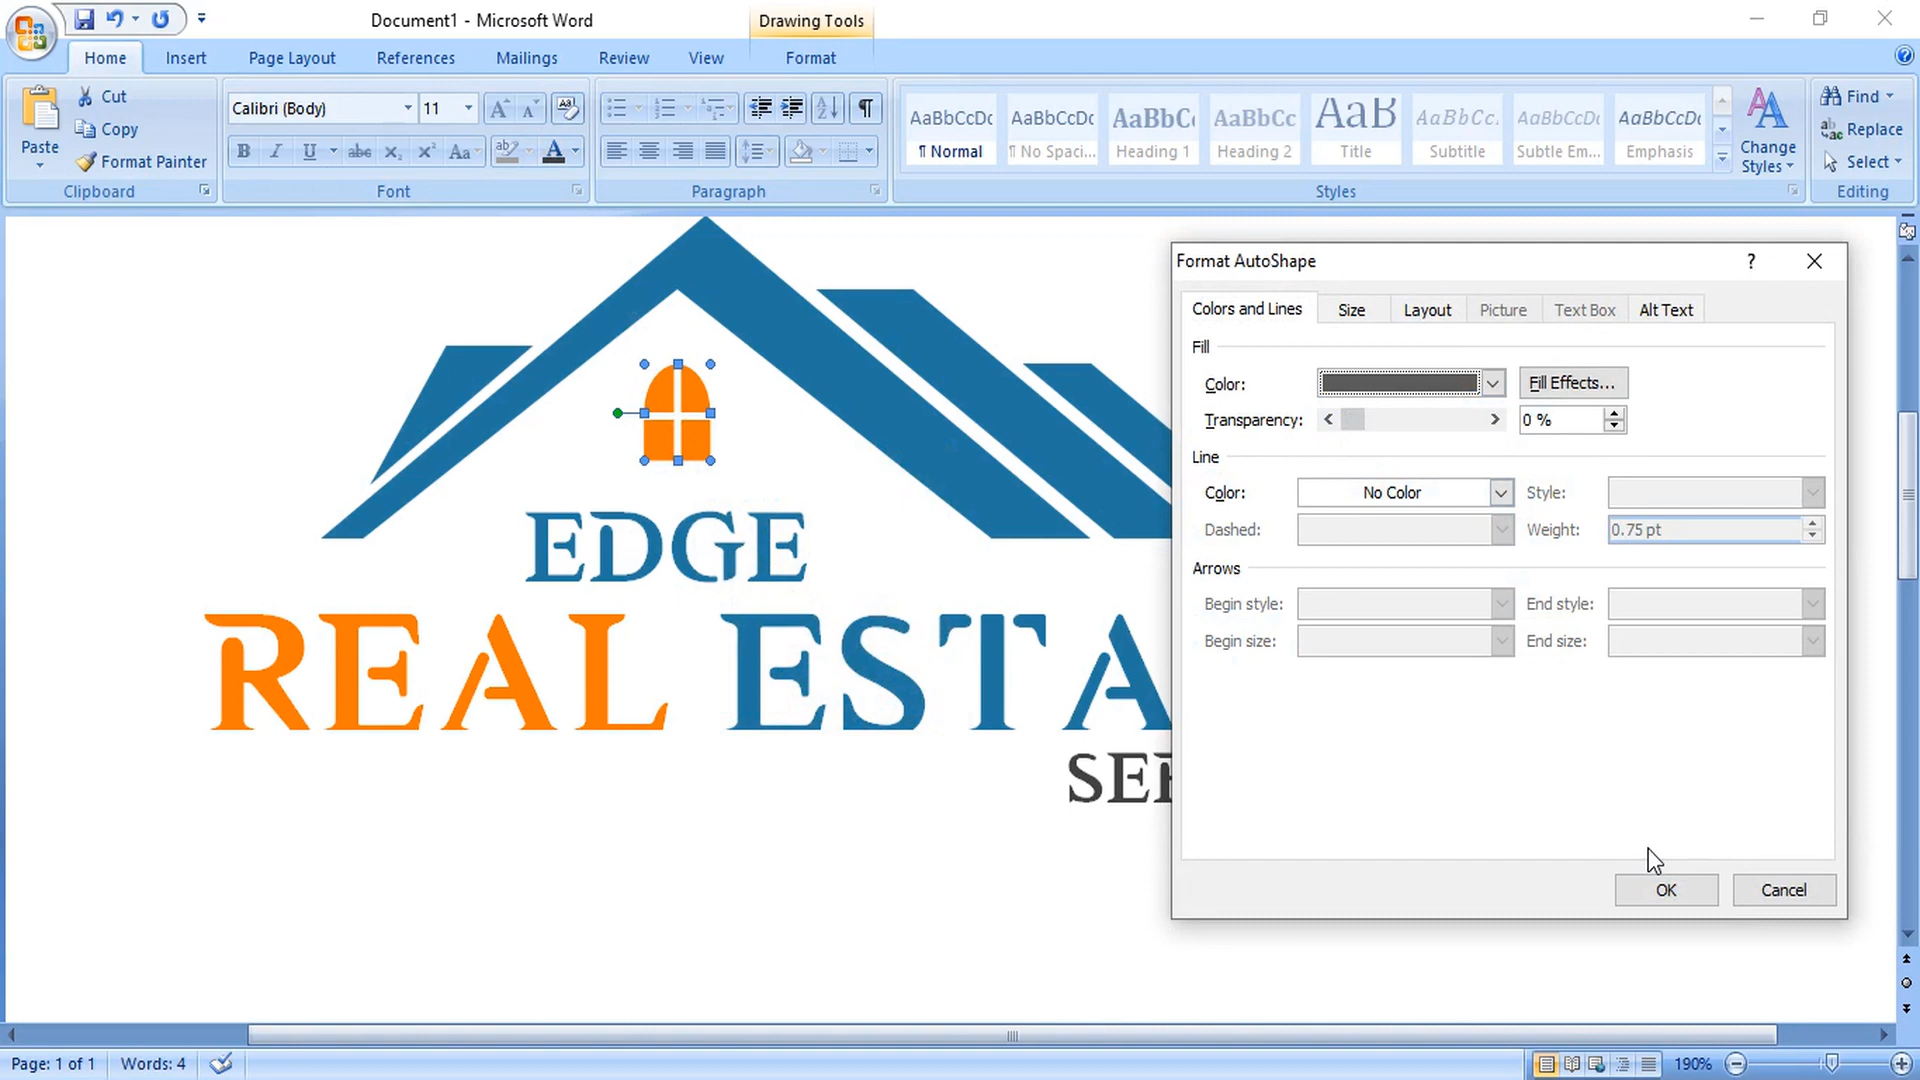 Document1 - Microsoft Word
Drawing Tools
Home Insert Page Layout References Mailings Review View Format
Paste
Cut
Copy
Format Painter
Clipboard
Calibri (Body) 11
Font
Paragraph
AaBbCcDc AaBbCcDc AaBbC AaBbCc AaB AaBbCc. AaBbCcDc AaBbCcDc
¶ Normal ¶ No Spaci... Heading 1 Heading 2 Title Subtitle Subtle Em... Emphasis
Styles
Change Styles
Find
Replace
Select
Editing
EDGE
REAL ESTA
SER
Format AutoShape
Colors and Lines Size Layout Picture Text Box Alt Text
Fill
Color: Fill Effects...
Transparency: 0 %
Line
Color: No Color Style:
Dashed: Weight: 0.75 pt
Arrows
Begin style: End style:
Begin size: End size:
OK Cancel
Page: 1 of 1 Words: 4 190%